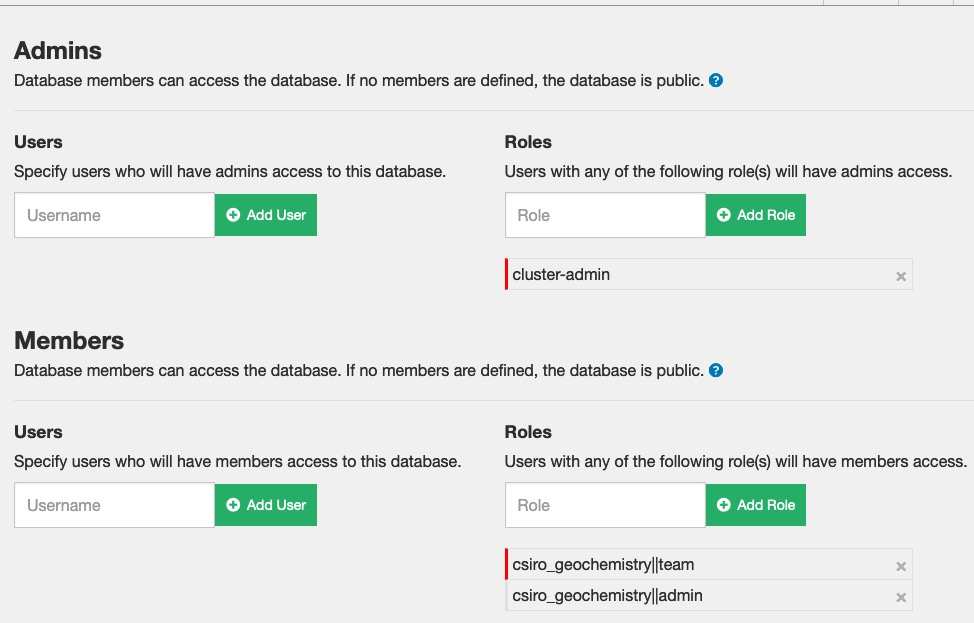 Admins
Database members can access the database. If no members are defined, the database is public. ?
Users
Specify users who will have admins access to this database.
Username
Add User
Roles
Users with any of the following role(s) will have admins access.
Role
Add Role
cluster-admin ×
Members
Database members can access the database. If no members are defined, the database is public. ?
Users
Specify users who will have members access to this database.
Username
Add User
Roles
Users with any of the following role(s) will have members access.
Role
Add Role
csiro_geochemistry||team ×
csiro_geochemistry||admin ×